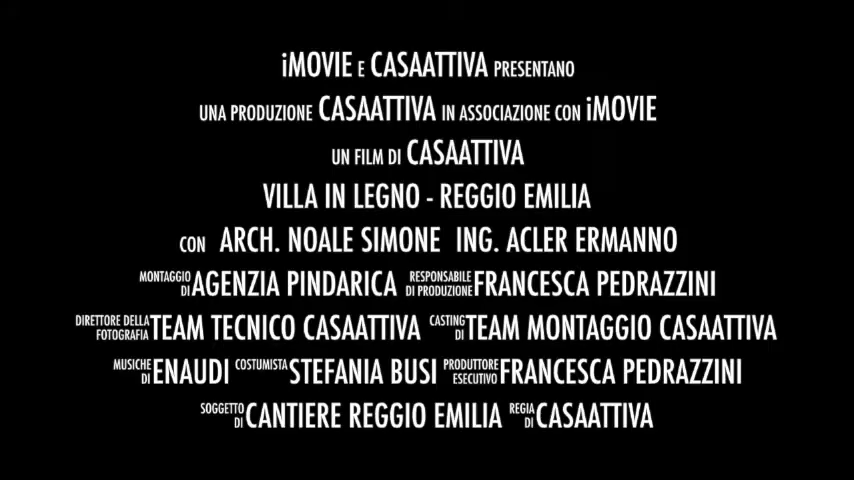 iMOVIE E CASAATTIVA PRESENTANO
UNA PRODUZIONE CASAATTIVA IN ASSOCIAZIONE CON iMOVIE
UN FILM DI CASAATTIVA
VILLA IN LEGNO - REGGIO EMILIA
CON ARCH. NOALE SIMONE ING. ACLER ERMANNO
MONTAGGIO DI AGENZIA PINDARICA RESPONSABILE DI PRODUZIONE FRANCESCA PEDRAZZINI
DIRETTORE DELLA FOTOGRAFIA TEAM TECNICO CASAATTIVA CASTING DI TEAM MONTAGGIO CASAATTIVA
MUSICHE DI ENAUDI COSTUMISTA STEFANIA BUSI PRODUTTORE ESECUTIVO FRANCESCA PEDRAZZINI
SOGGETTO DI CANTIERE REGGIO EMILIA REGIA DI CASAATTIVA